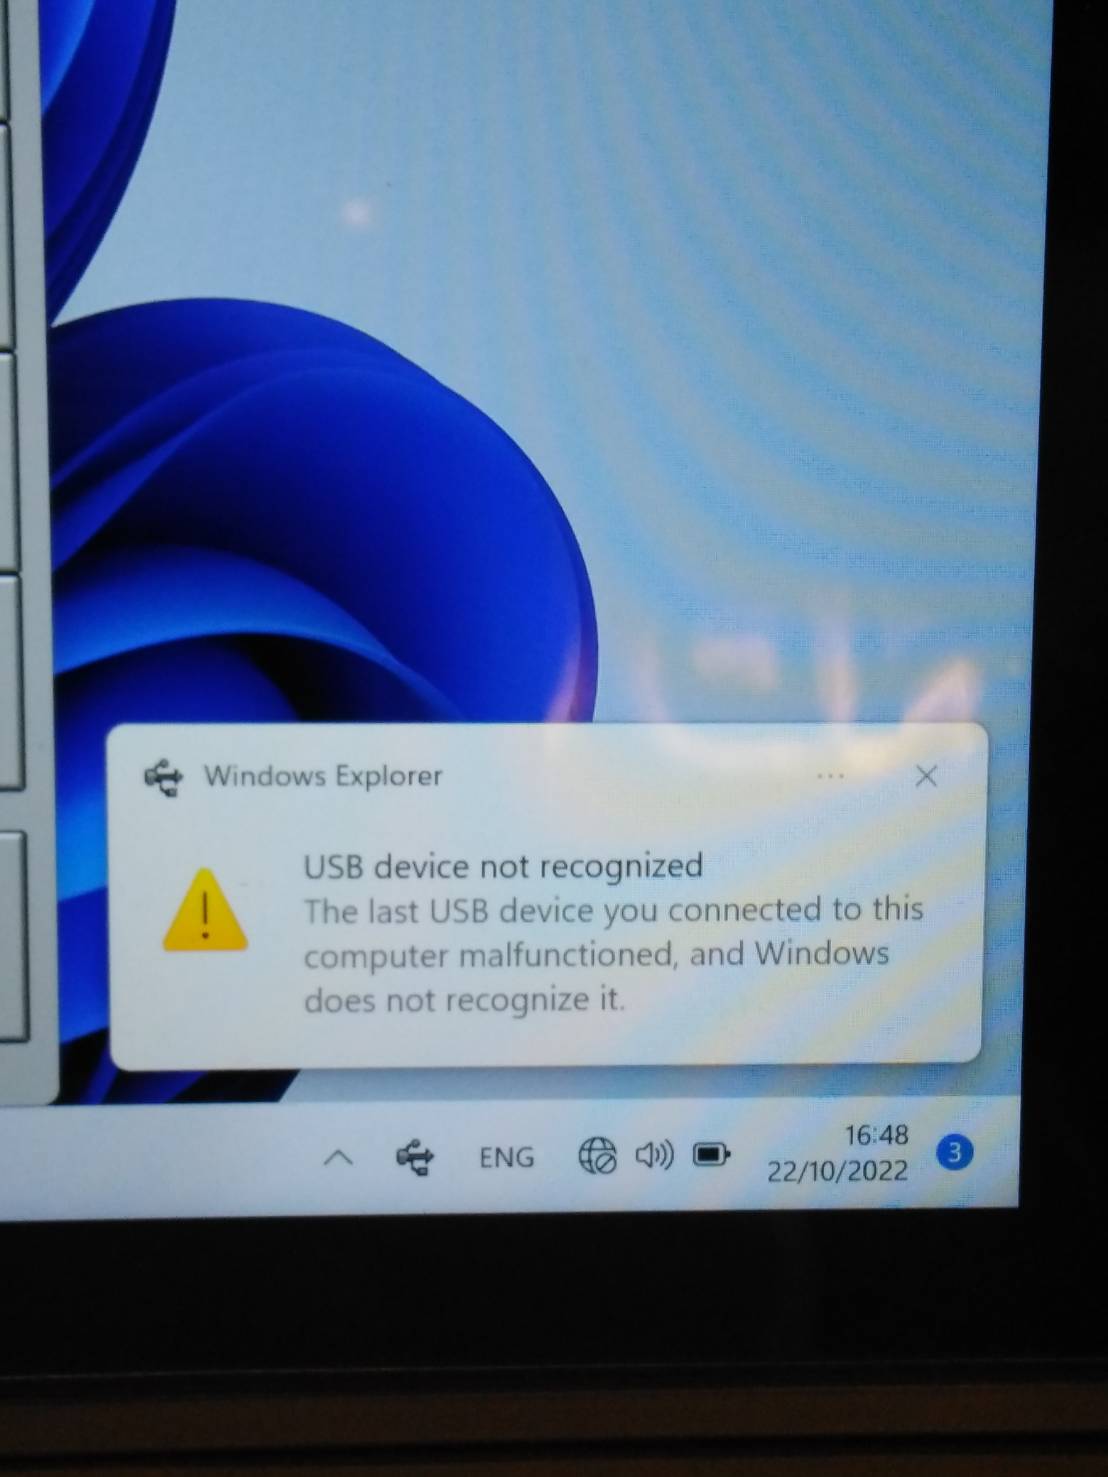 Windows Explorer
USB device not recognized
The last USB device you connected to this
computer malfunctioned, and Windows
does not recognize it.
ENG
16:48
22/10/2022
3